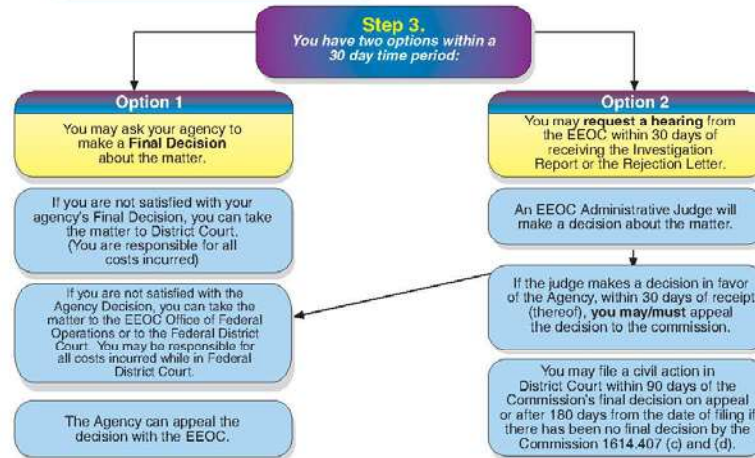 Step 3.
You have two options within a
30 day time period:
Option 1
You may ask your agency to
make a Final Decision
about the matter.
If you are not satisfied with your
agency's Final Decision, you can take
the matter to District Court.
(You are responsible for all
costs incurred)
If you are not satisfied with the
Agency Decision, you can take the
matter to the EEOC Office of Federal
Operations or to the Federal District
Court. You may be responsible for
all costs incurred while in Federal
District Court.
The Agency can appeal the
decision with the EEOC.
Option 2
You may request a hearing from
the EEOC within 30 days of
receiving the Investigation
Report or the Rejection Letter.
An EEOC Administrative Judge will
make a decision about the matter.
If the judge makes a decision in favor
of the Agency, within 30 days of receipt
(thereof), you may/must appeal
the decision to the commission.
You may file a civil action in
District Court within 90 days of the
Commission's final decision on appeal
or after 180 days from the date of filing if
there has been no final decision by the
Commission 1614.407 (c) and (d).